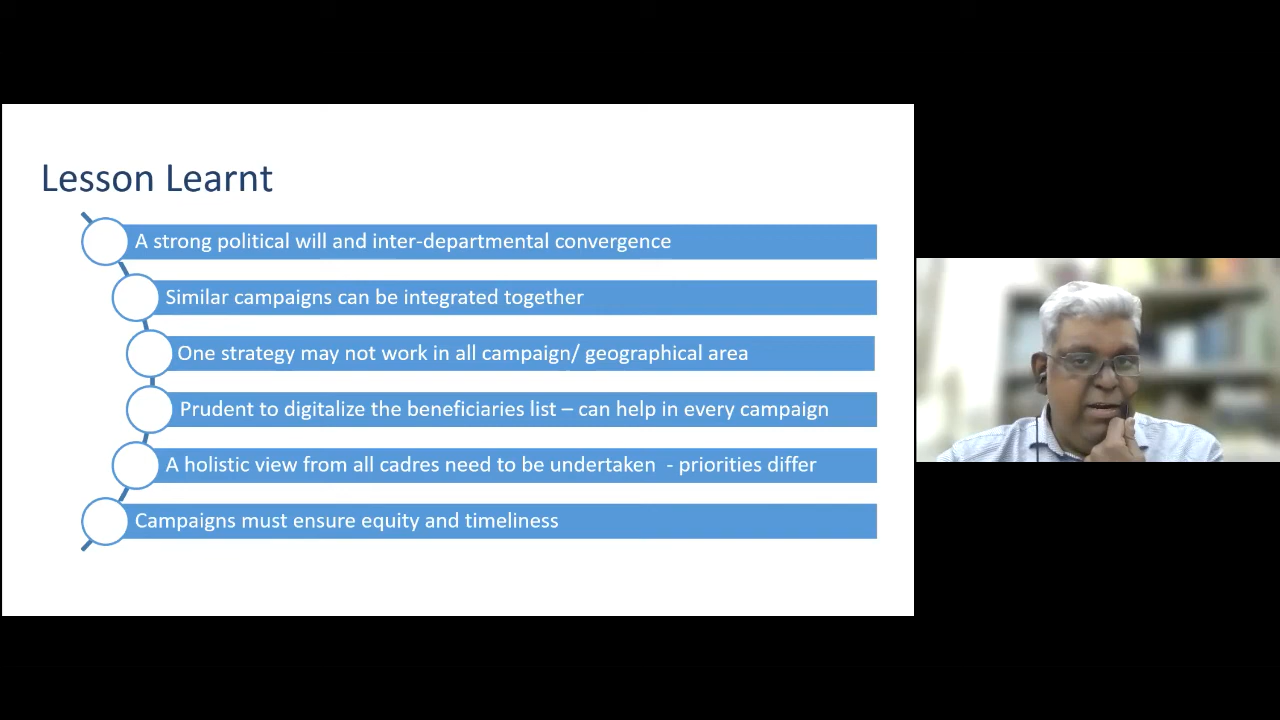 Lesson Learnt
A strong political will and inter-departmental convergence
Similar campaigns can be integrated together
One strategy may not work in all campaign/ geographical area
Prudent to digitalize the beneficiaries list – can help in every campaign
A holistic view from all cadres need to be undertaken  - priorities differ
Campaigns must ensure equity and timeliness